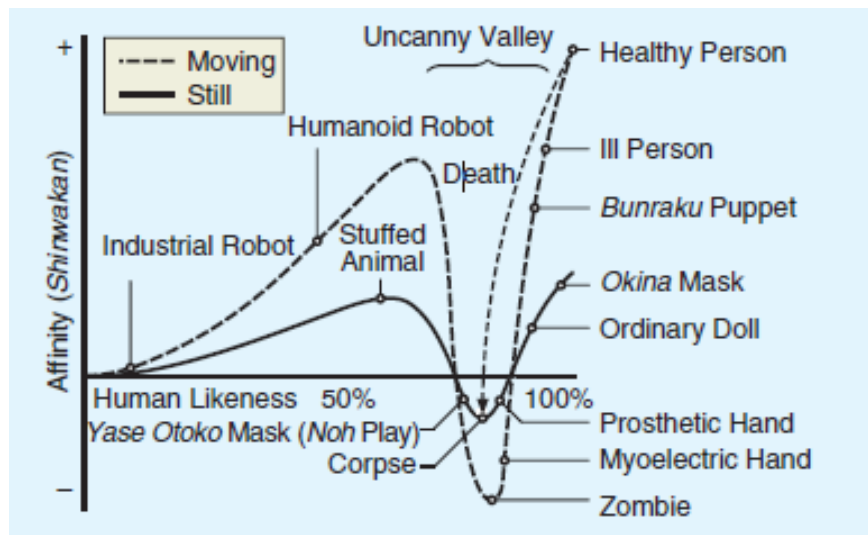 +
Uncanny Valley
Healthy Person
Moving
Still
Humanoid Robot
Death
Ill Person
Bunraku Puppet
Industrial Robot
Stuffed
Animal
Okina Mask
Ordinary Doll
Affinity (Shinwakan)
Human Likeness 50% 100%
Yase Otoko Mask (Noh Play)
Prosthetic Hand
Corpse
Myoelectric Hand
–
Zombie